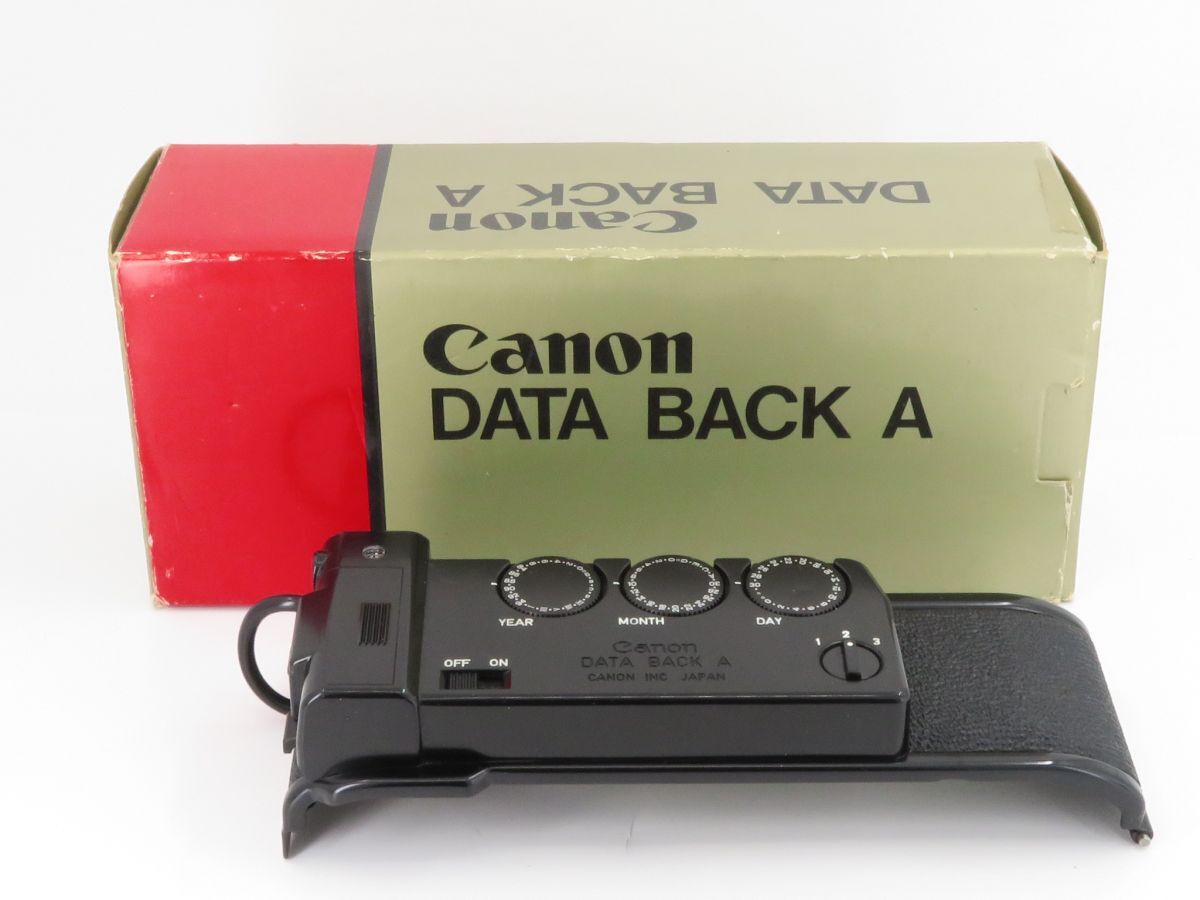 Canon
DATA BACK A
Canon
DATA BACK A
YEAR MONTH DAY
OFF ON
1 2 3
Canon
DATA BACK A
CANON INC JAPAN